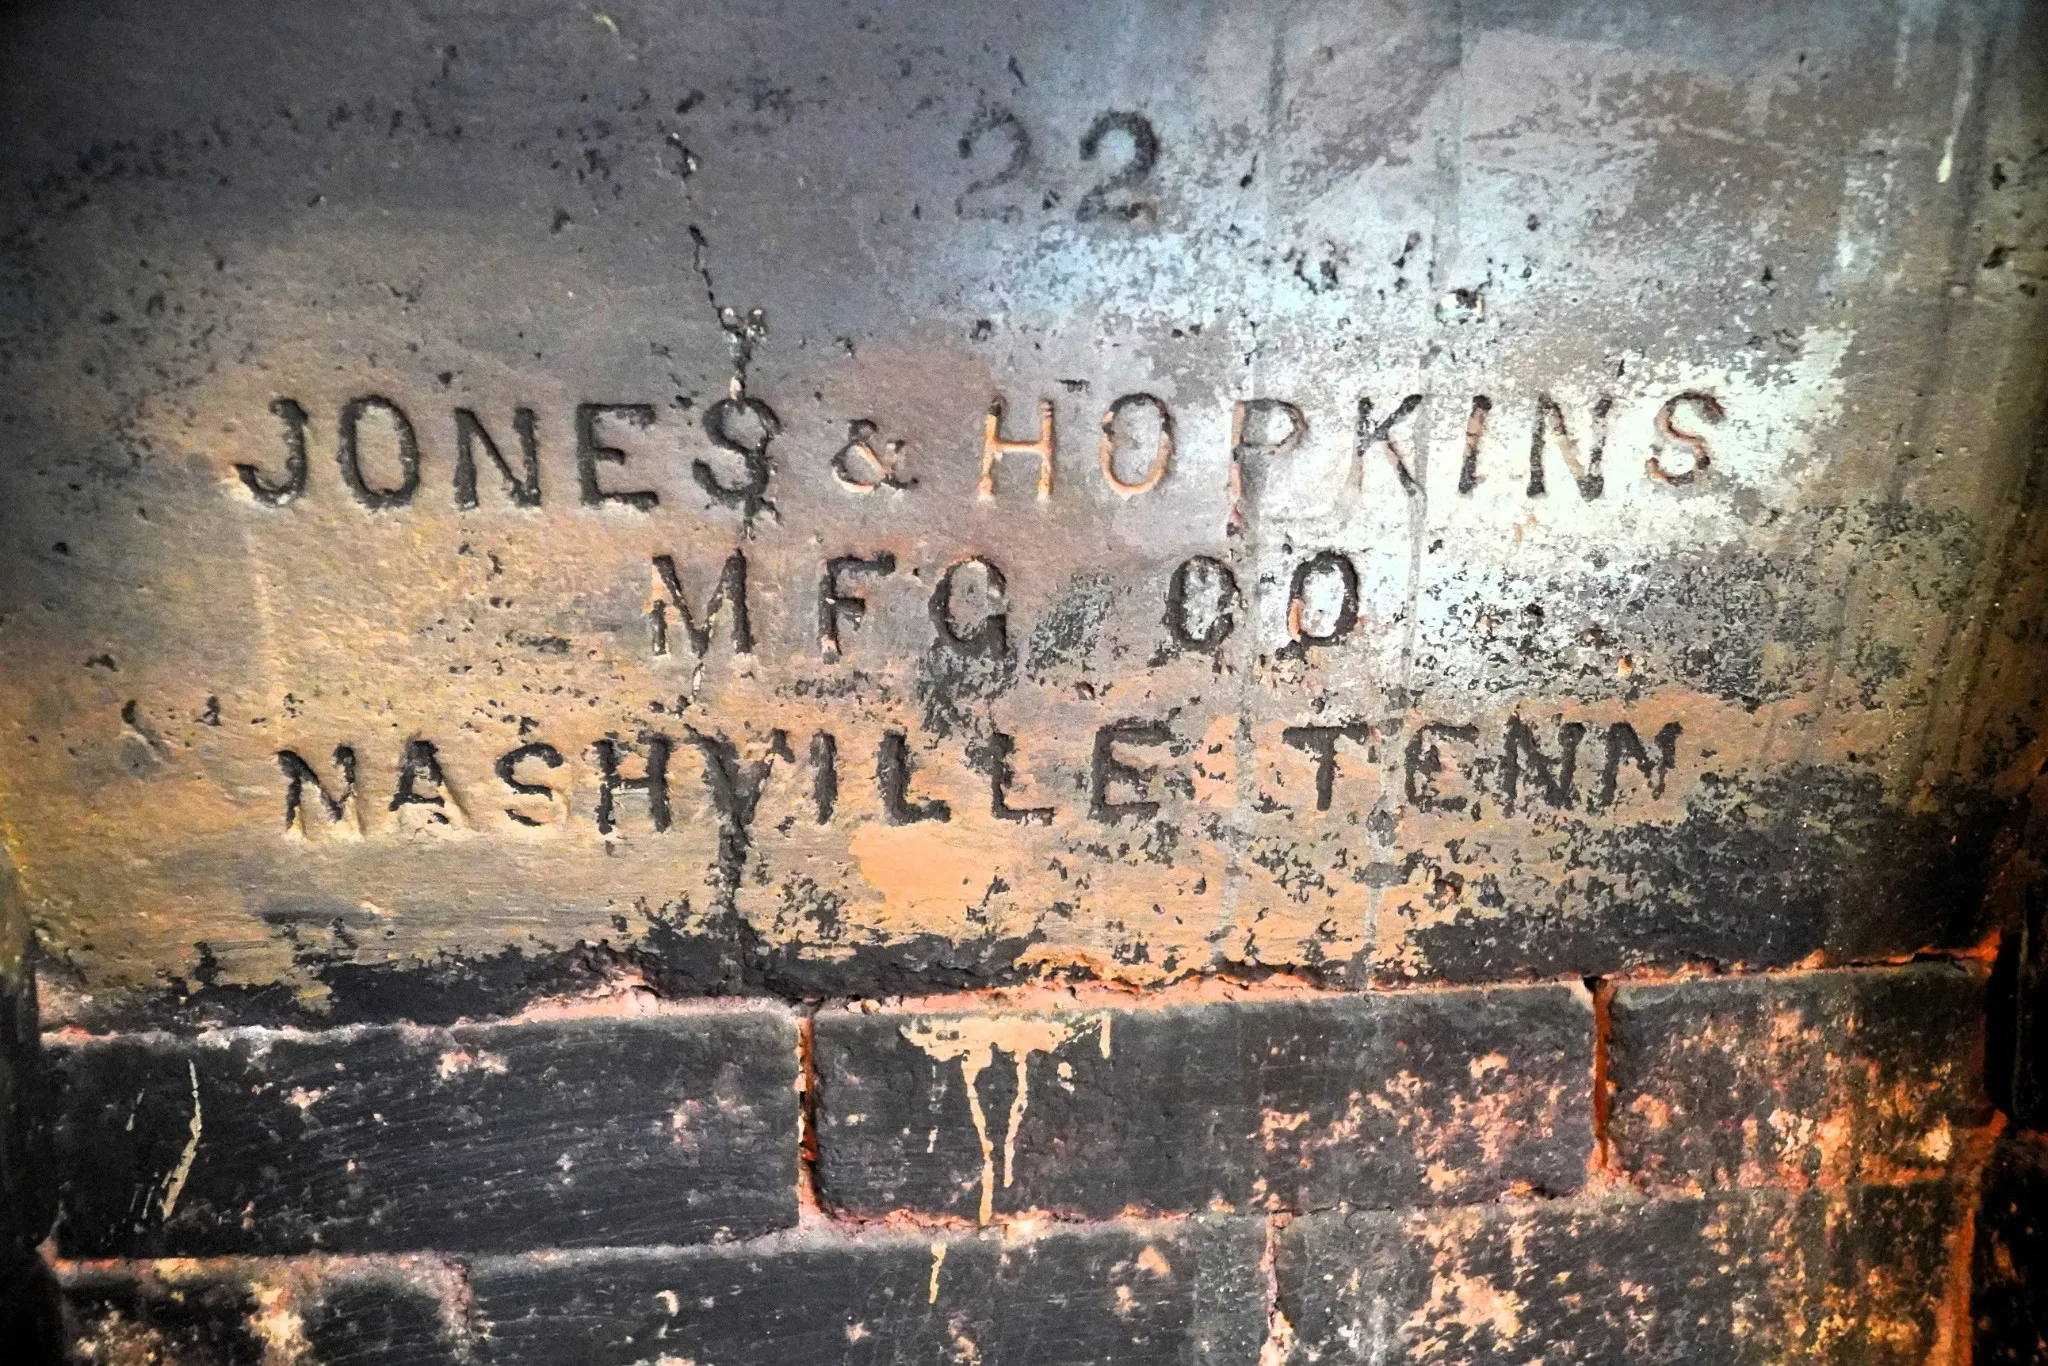 22
JONES & HOPKINS
MFG CO
NASHVILLE TENN